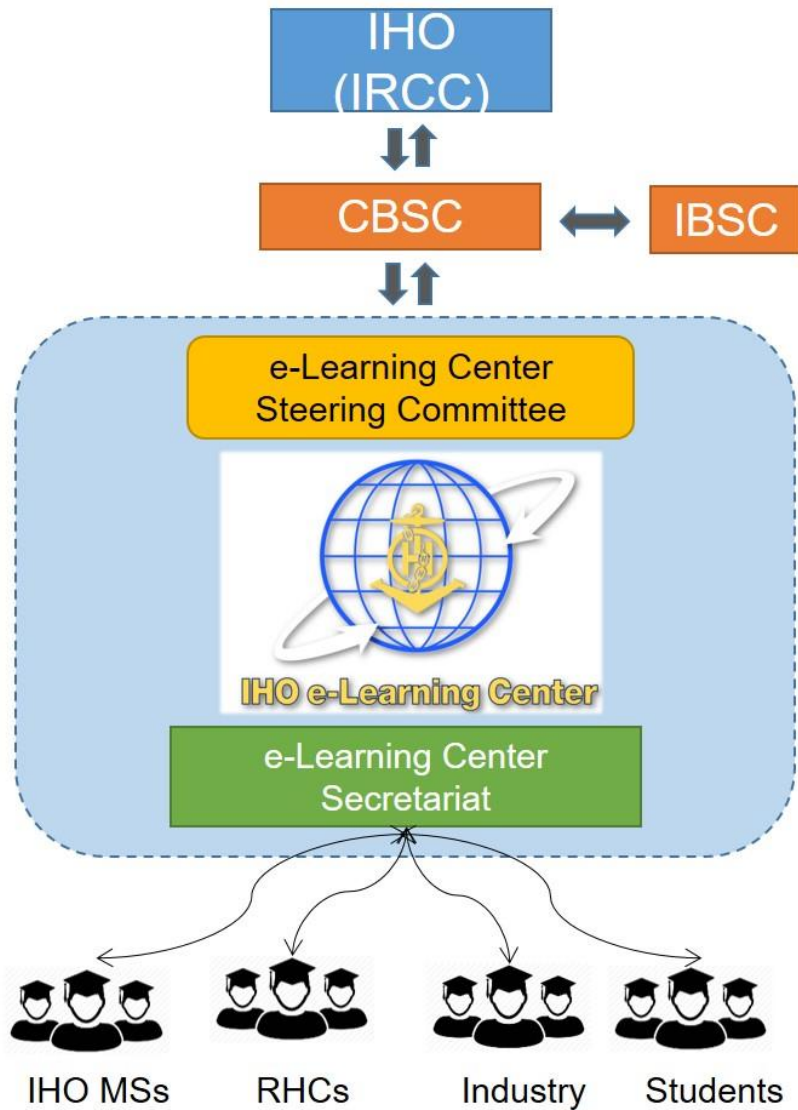 IHO
(IRCC)
CBSC
IBSC
e-Learning Center
Steering Committee
IHO e-Learning Center
e-Learning Center
Secretariat
IHO MSs
RHCs
Industry
Students